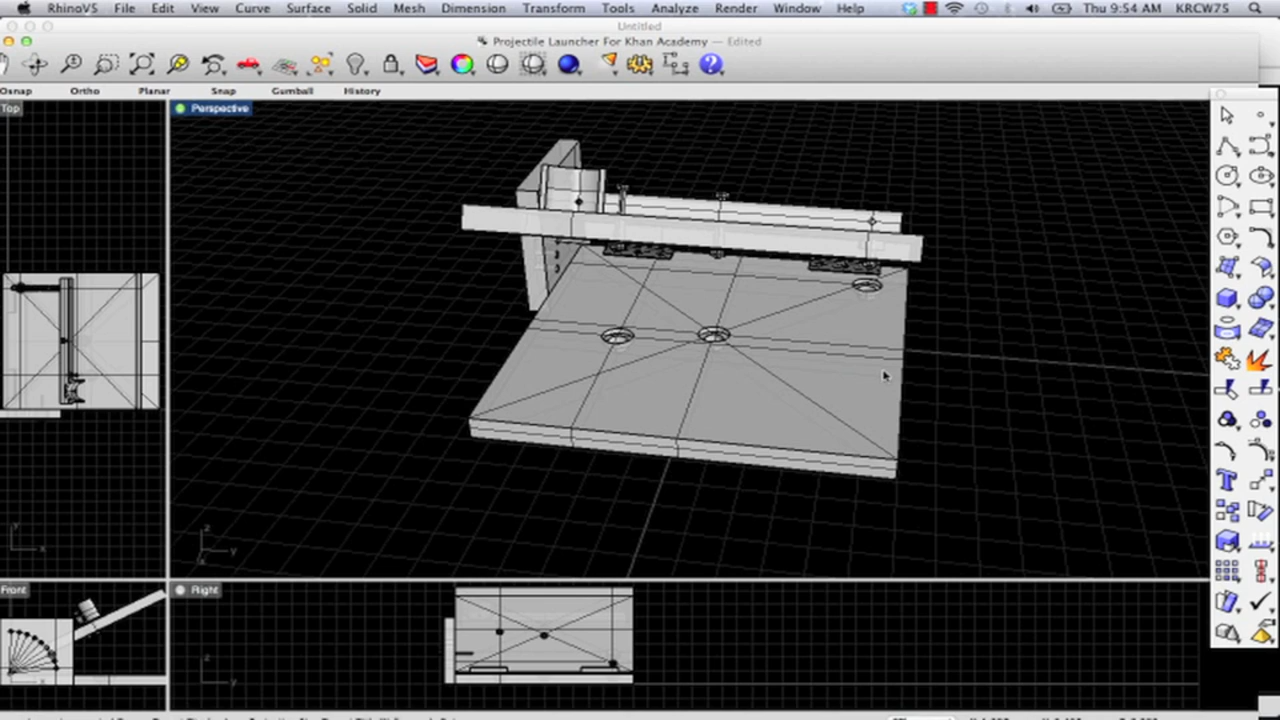 RhinoV5 File Edit View Curve Surface Solid Mesh Dimension Transform Tools Analyze Render Window Help Thu 9:54 AM KRCW75
Untitled
Projectile Launcher For Khan Academy — Edited
Osnap Ortho Planar Snap Gumball History
Top
Perspective
z
y
x
y
x
Front
Right
z
x
z
y